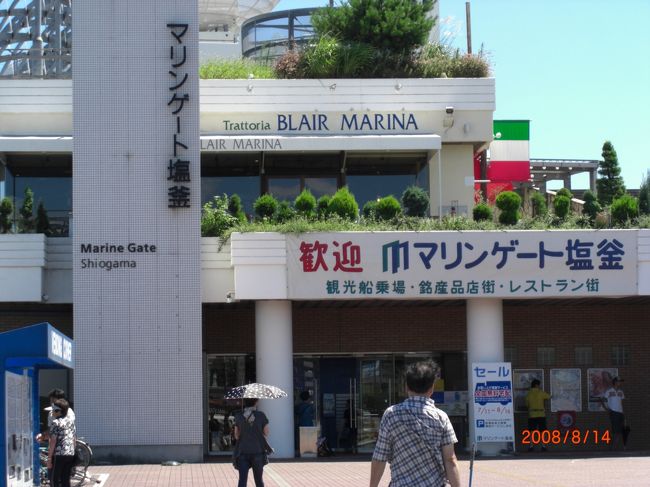 マリンゲート塩釜
Marine Gate
Shiogama
Trattoria BLAIR MARINA
BLAIR MARINA
歓迎 マリンゲート塩釜
観光船乗場・銘産品店街・レストラン街
セール
P
2008/8/14